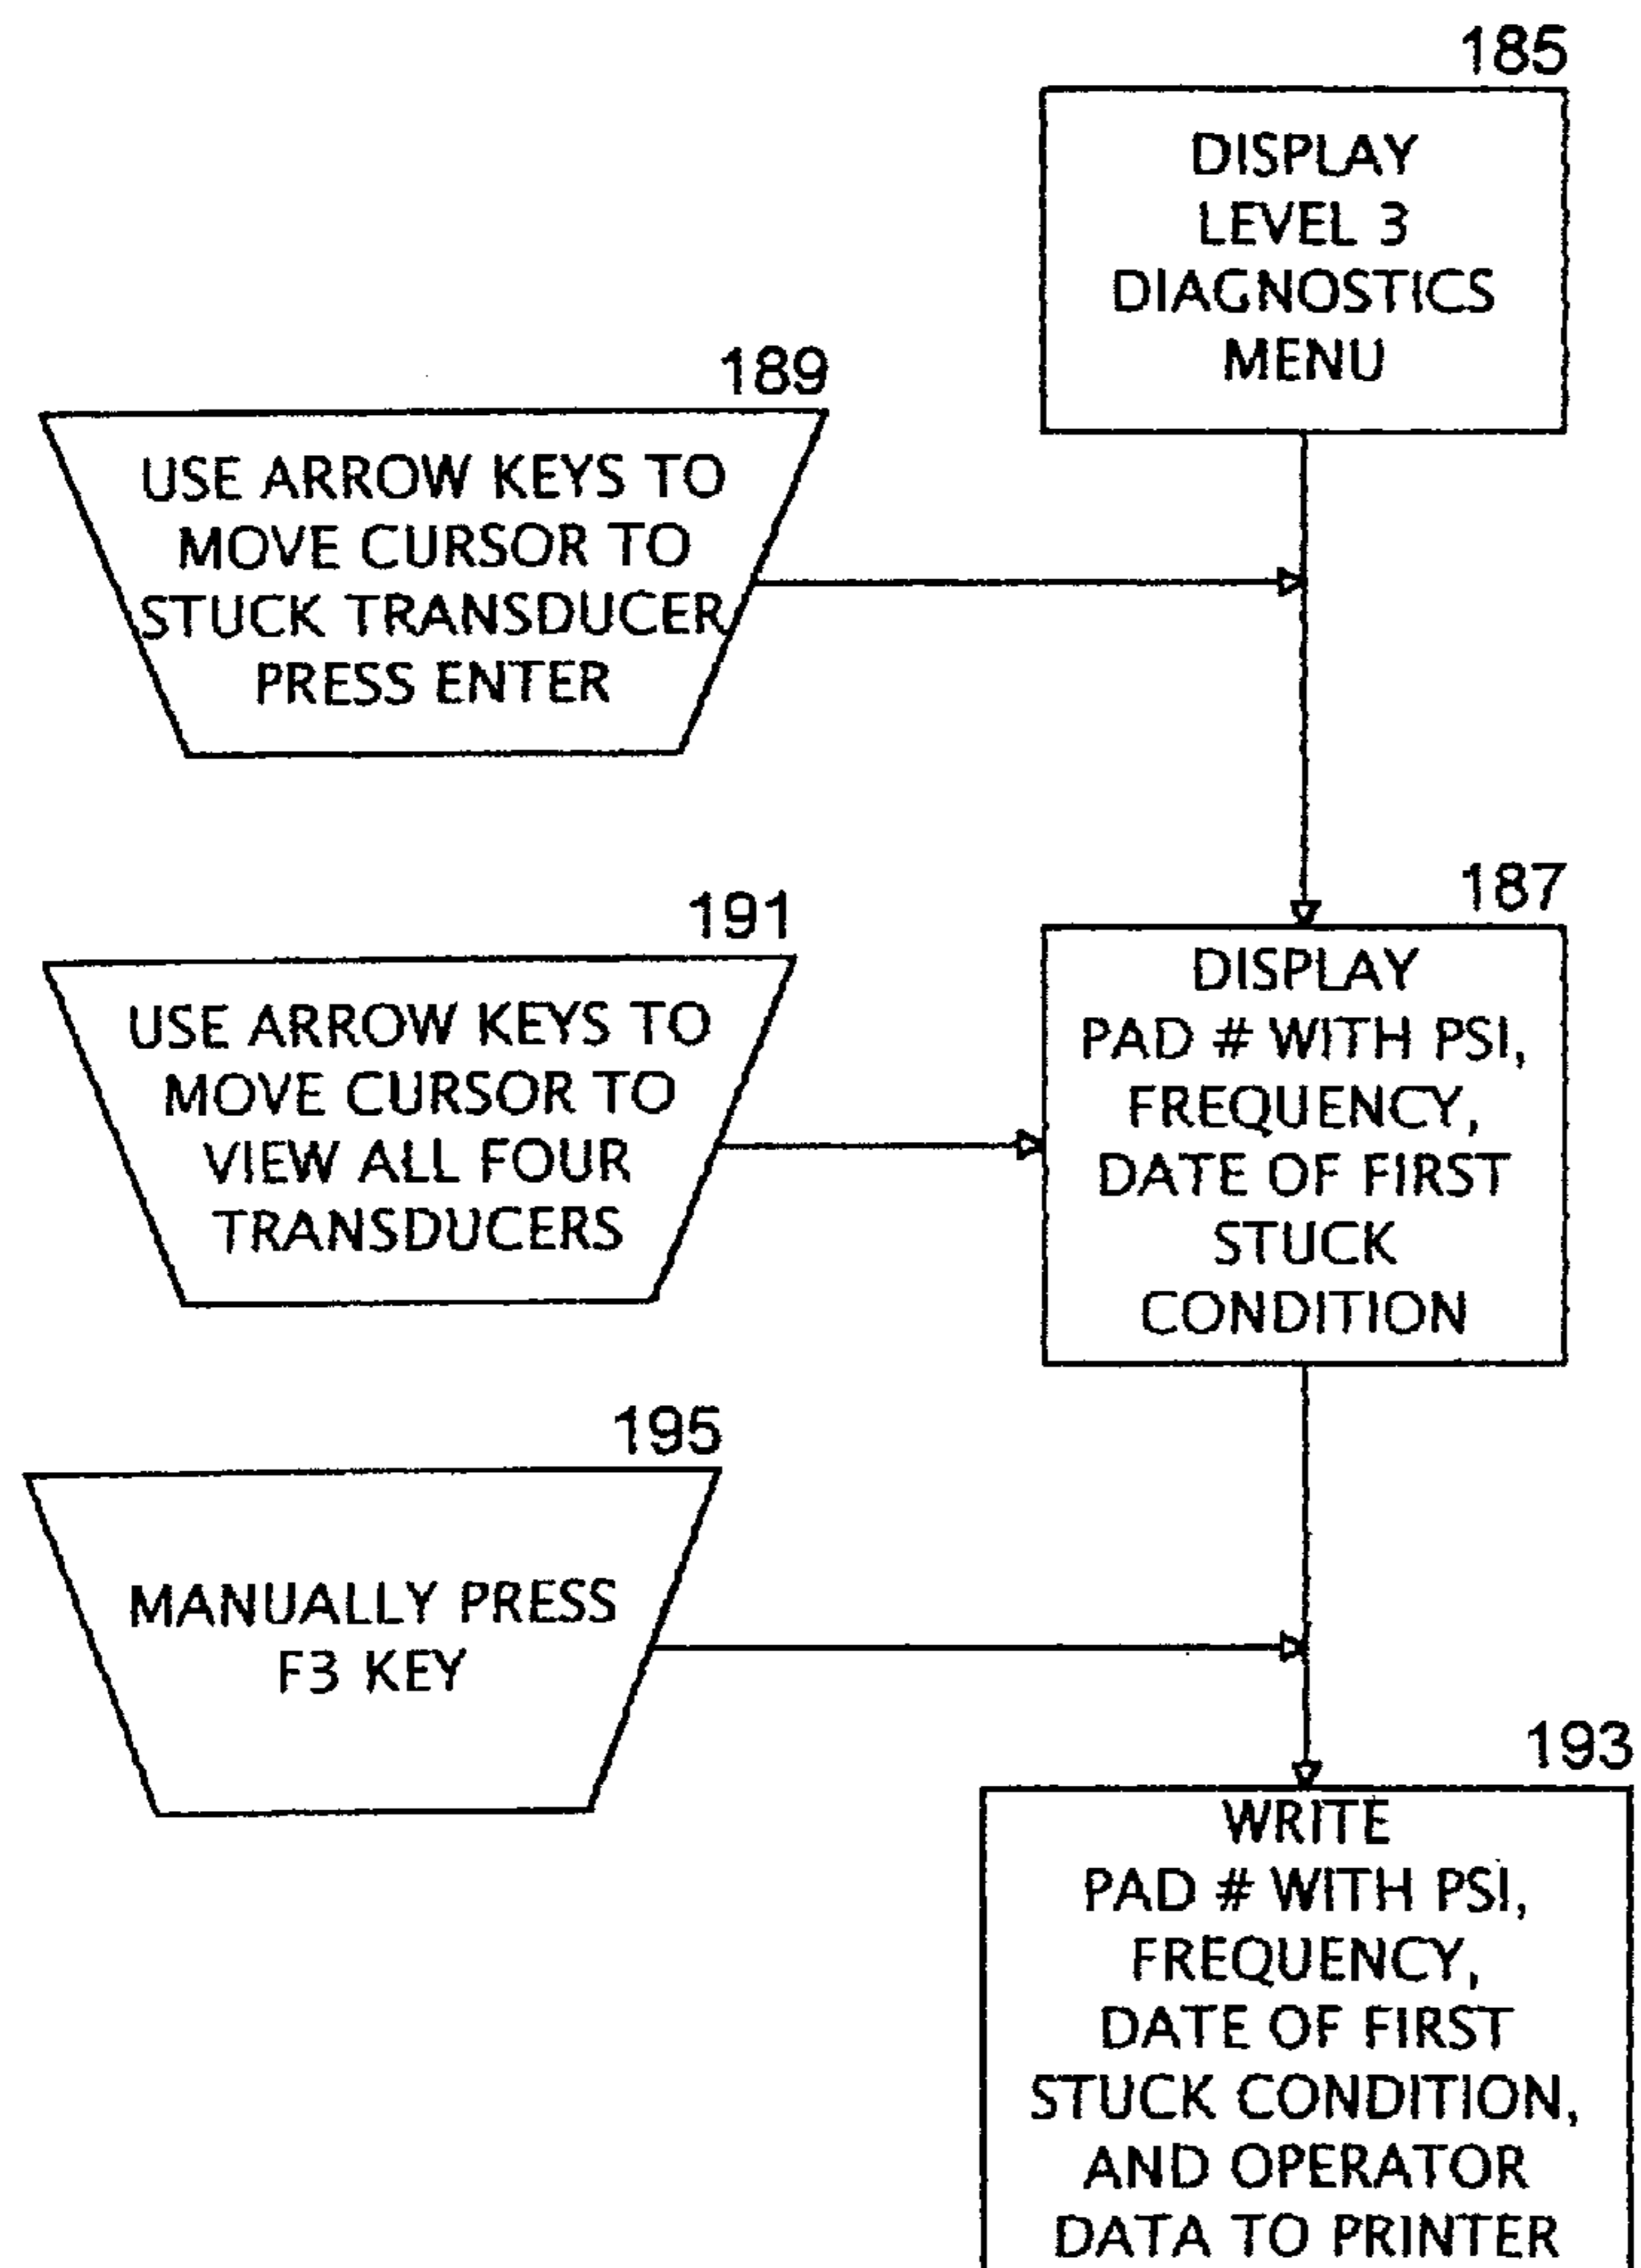 185
DISPLAY
LEVEL 3
DIAGNOSTICS
MENU
189
USE ARROW KEYS TO
MOVE CURSOR TO
STUCK TRANSDUCER
PRESS ENTER
187
DISPLAY
PAD # WITH PSI,
FREQUENCY,
DATE OF FIRST
STUCK
CONDITION
191
USE ARROW KEYS TO
MOVE CURSOR TO
VIEW ALL FOUR
TRANSDUCERS
195
MANUALLY PRESS
F3 KEY
193
WRITE
PAD # WITH PSI,
FREQUENCY,
DATE OF FIRST
STUCK CONDITION,
AND OPERATOR
DATA TO PRINTER